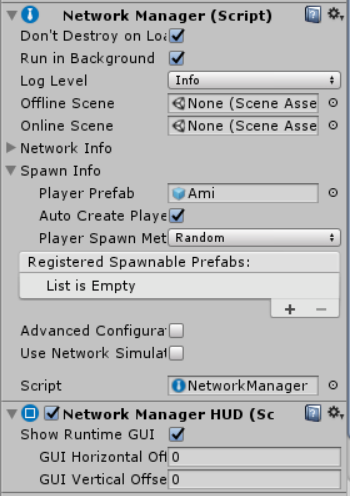 Network Manager (Script)
Don't Destroy on Loa
Run in Background
Log Level Info
Offline Scene None (Scene Asse
Online Scene None (Scene Asse
Network Info
Spawn Info
Player Prefab Ami
Auto Create Playe
Player Spawn Met Random
Registered Spawnable Prefabs:
List is Empty
+ −
Advanced Configurat
Use Network Simulat
Script NetworkManager
Network Manager HUD (Sc
Show Runtime GUI
GUI Horizontal Off 0
GUI Vertical Offse 0